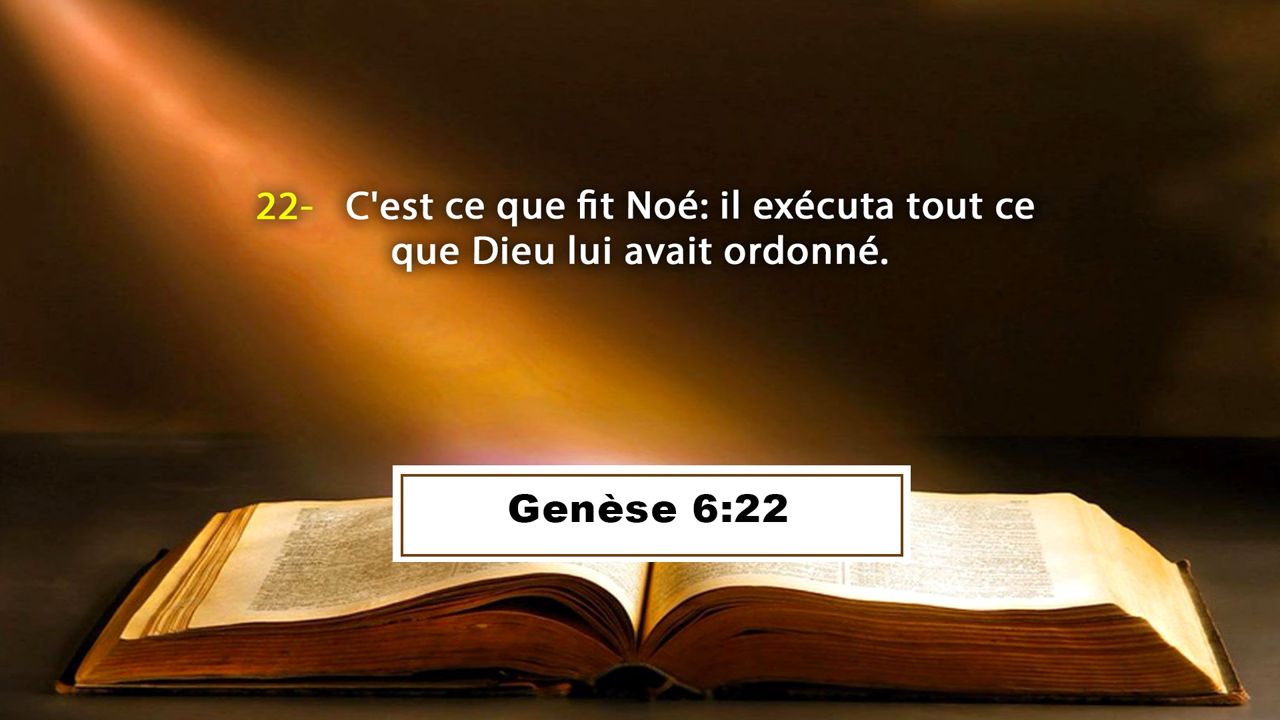 22- C'est ce que fit Noé: il exécuta tout ce
que Dieu lui avait ordonné.
Genèse 6:22